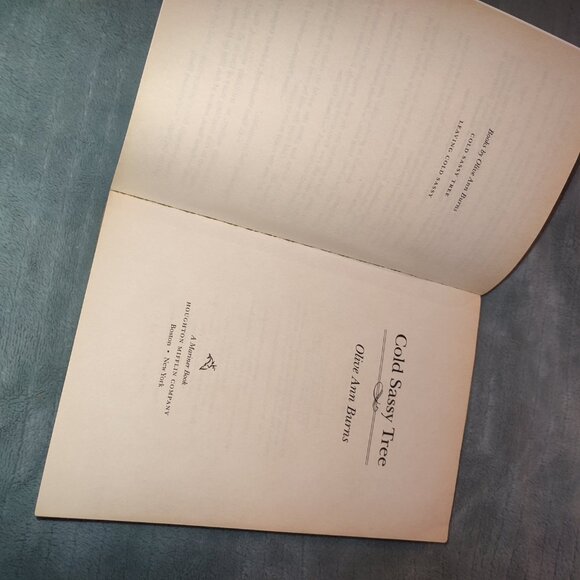 Books by Olive Ann Burns
COLD SASSY TREE
LEAVING COLD SASSY
Cold Sassy Tree
Olive Ann Burns
A Mariner Book
HOUGHTON MIFFLIN COMPANY
Boston • New York